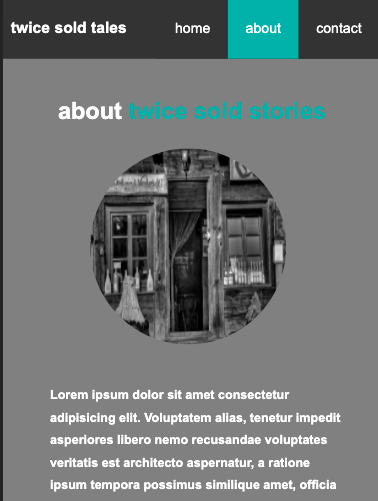 twice sold tales
home
about
contact
about twice sold stories
Lorem ipsum dolor sit amet consectetur
adipisicing elit. Voluptatem alias, tenetur impedit
asperiores libero nemo recusandae voluptates
veritatis est architecto aspernatur, a ratione
ipsum tempora possimus similique amet, officia